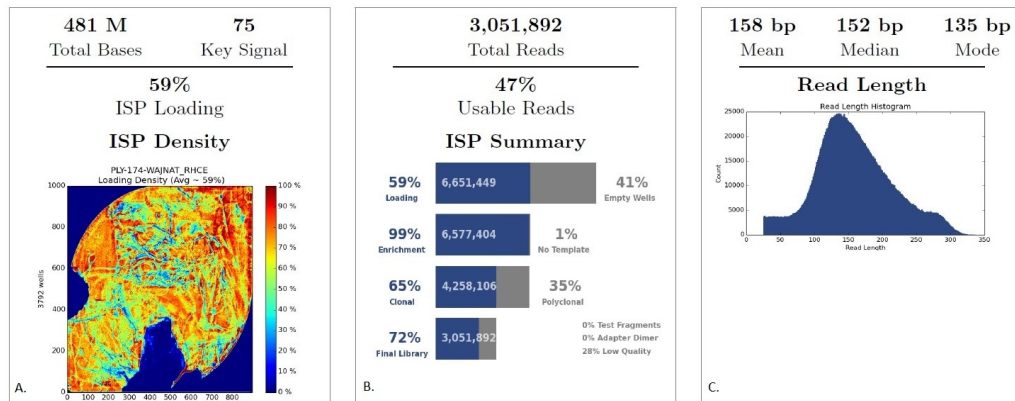 481 M
Total Bases
75
Key Signal
59%
ISP Loading
ISP Density
PLY-174-WAJNAT_RHCE
Loading Density (Avg ~ 59%)
1000
800
600
400
200
0
3792 wells
0 100 200 300 400 500 600 700 800
100 %
90 %
80 %
70 %
60 %
50 %
40 %
30 %
20 %
10 %
0 %
A.
3,051,892
Total Reads
47%
Usable Reads
ISP Summary
59%
Loading
6,651,449
41%
Empty Wells
99%
Enrichment
6,577,404
1%
No Template
65%
Clonal
4,258,106
35%
Polyclonal
72%
Final Library
3,051,892
0% Test Fragments
0% Adapter Dimer
28% Low Quality
B.
158 bp
Mean
152 bp
Median
135 bp
Mode
Read Length
Read Length Histogram
25000
20000
15000
10000
5000
0
Count
0 50 100 150 200 250 300 350
Read Length
C.